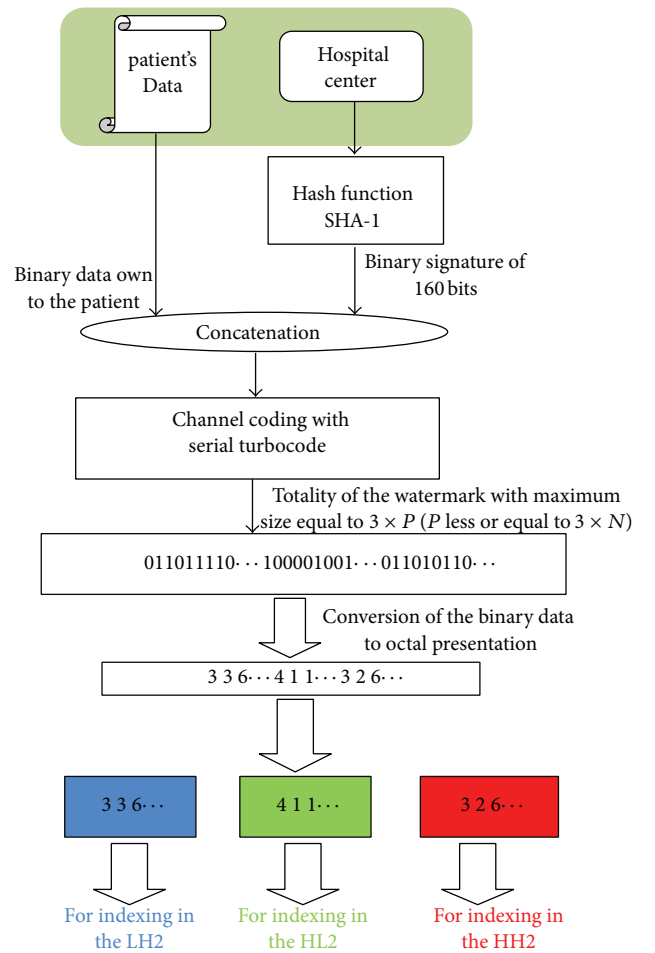 patient's
Data
Hospital
center
Hash function
SHA-1
Binary data own
to the patient
Binary signature of
160 bits
Concatenation
Channel coding with
serial turbocode
Totality of the watermark with maximum
size equal to 3 × P (P less or equal to 3 × N)
011011110··· 100001001··· 011010110···
Conversion of the binary data
to octal presentation
3 3 6··· 4 1 1··· 3 2 6···
3 3 6···
4 1 1···
3 2 6···
For indexing in
the LH2
For indexing in
the HL2
For indexing in
the HH2